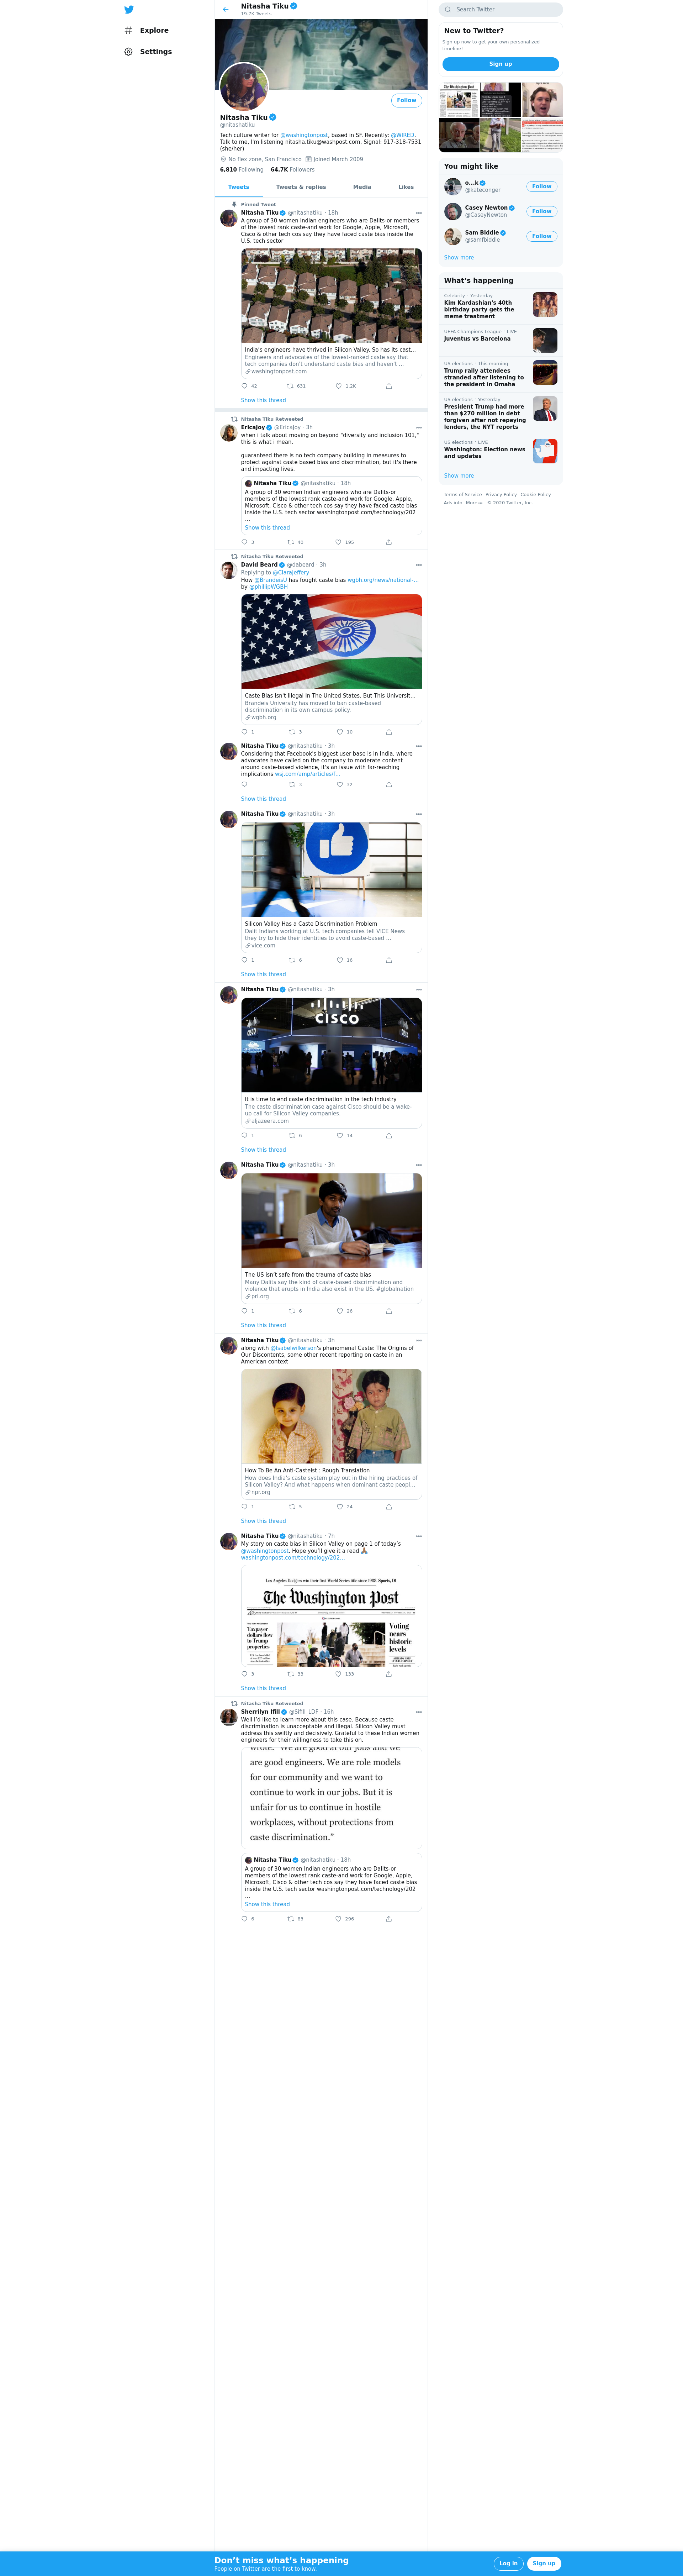 Explore
Settings
Nitasha Tiku
19.7K Tweets
Follow
Nitasha Tiku
@nitashatiku
Tech culture writer for @washingtonpost, based in SF. Recently: @WIRED.
Talk to me, I'm listening nitasha.tiku@washpost.com, Signal: 917-318-7531
(she/her)
No flex zone, San Francisco Joined March 2009
6,810 Following 64.7K Followers
Tweets Tweets & replies Media Likes
Pinned Tweet
Nitasha Tiku @nitashatiku · 18h
A group of 30 women Indian engineers who are Dalits-or members
of the lowest rank caste-and work for Google, Apple, Microsoft,
Cisco & other tech cos say they have faced caste bias inside the
U.S. tech sector
India's engineers have thrived in Silicon Valley. So has its cast…
Engineers and advocates of the lowest-ranked caste say that
tech companies don't understand caste bias and haven't …
washingtonpost.com
42 631 1.2K
Show this thread
Nitasha Tiku Retweeted
EricaJoy @EricaJoy · 3h
when i talk about moving on beyond "diversity and inclusion 101,"
this is what i mean.
guaranteed there is no tech company building in measures to
protect against caste based bias and discrimination, but it's there
and impacting lives.
Nitasha Tiku @nitashatiku · 18h
A group of 30 women Indian engineers who are Dalits-or
members of the lowest rank caste-and work for Google, Apple,
Microsoft, Cisco & other tech cos say they have faced caste bias
inside the U.S. tech sector washingtonpost.com/technology/202
…
Show this thread
3 40 195
Nitasha Tiku Retweeted
David Beard @dabeard · 3h
Replying to @ClaraJeffery
How @BrandeisU has fought caste bias wgbh.org/news/national-…
by @phillipWGBH
Caste Bias Isn't Illegal In The United States. But This Universit…
Brandeis University has moved to ban caste-based
discrimination in its own campus policy.
wgbh.org
1 3 10
Nitasha Tiku @nitashatiku · 3h
Considering that Facebook's biggest user base is in India, where
advocates have called on the company to moderate content
around caste-based violence, it's an issue with far-reaching
implications wsj.com/amp/articles/f…
3 32
Show this thread
Nitasha Tiku @nitashatiku · 3h
Silicon Valley Has a Caste Discrimination Problem
Dalit Indians working at U.S. tech companies tell VICE News
they try to hide their identities to avoid caste-based …
vice.com
1 6 16
Show this thread
Nitasha Tiku @nitashatiku · 3h
CISCO
It is time to end caste discrimination in the tech industry
The caste discrimination case against Cisco should be a wake-
up call for Silicon Valley companies.
aljazeera.com
1 6 14
Show this thread
Nitasha Tiku @nitashatiku · 3h
The US isn't safe from the trauma of caste bias
Many Dalits say the kind of caste-based discrimination and
violence that erupts in India also exist in the US. #globalnation
pri.org
1 6 26
Show this thread
Nitasha Tiku @nitashatiku · 3h
along with @Isabelwilkerson's phenomenal Caste: The Origins of
Our Discontents, some other recent reporting on caste in an
American context
How To Be An Anti-Casteist : Rough Translation
How does India's caste system play out in the hiring practices of
Silicon Valley? And what happens when dominant caste peopl…
npr.org
1 5 24
Show this thread
Nitasha Tiku @nitashatiku · 7h
My story on caste bias in Silicon Valley on page 1 of today's
@washingtonpost. Hope you'll give it a read
washingtonpost.com/technology/202…
Los Angeles Dodgers win their first World Series title since 1988. Sports, D1
The Washington Post
Taxpayer
dollars flow
to Trump
properties
Voting
nears
historic
levels
3 33 133
Show this thread
Nitasha Tiku Retweeted
Sherrilyn Ifill @Sifill_LDF · 16h
Well I'd like to learn more about this case. Because caste
discrimination is unacceptable and illegal. Silicon Valley must
address this swiftly and decisively. Grateful to these Indian women
engineers for their willingness to take this on.
wrote. "We are good at our jobs and we
are good engineers. We are role models
for our community and we want to
continue to work in our jobs. But it is
unfair for us to continue in hostile
workplaces, without protections from
caste discrimination."
Nitasha Tiku @nitashatiku · 18h
A group of 30 women Indian engineers who are Dalits-or
members of the lowest rank caste-and work for Google, Apple,
Microsoft, Cisco & other tech cos say they have faced caste bias
inside the U.S. tech sector washingtonpost.com/technology/202
…
Show this thread
6 83 296
Search Twitter
New to Twitter?
Sign up now to get your own personalized
timeline!
Sign up
The Washington Post
You might like
o...k
@kateconger
Follow
Casey Newton
@CaseyNewton
Follow
Sam Biddle
@samfbiddle
Follow
Show more
What's happening
Celebrity · Yesterday
Kim Kardashian's 40th
birthday party gets the
meme treatment
UEFA Champions League · LIVE
Juventus vs Barcelona
US elections · This morning
Trump rally attendees
stranded after listening to
the president in Omaha
US elections · Yesterday
President Trump had more
than $270 million in debt
forgiven after not repaying
lenders, the NYT reports
US elections · LIVE
Washington: Election news
and updates
Show more
Terms of Service Privacy Policy Cookie Policy
Ads info More © 2020 Twitter, Inc.
Don't miss what's happening
People on Twitter are the first to know.
Log in
Sign up